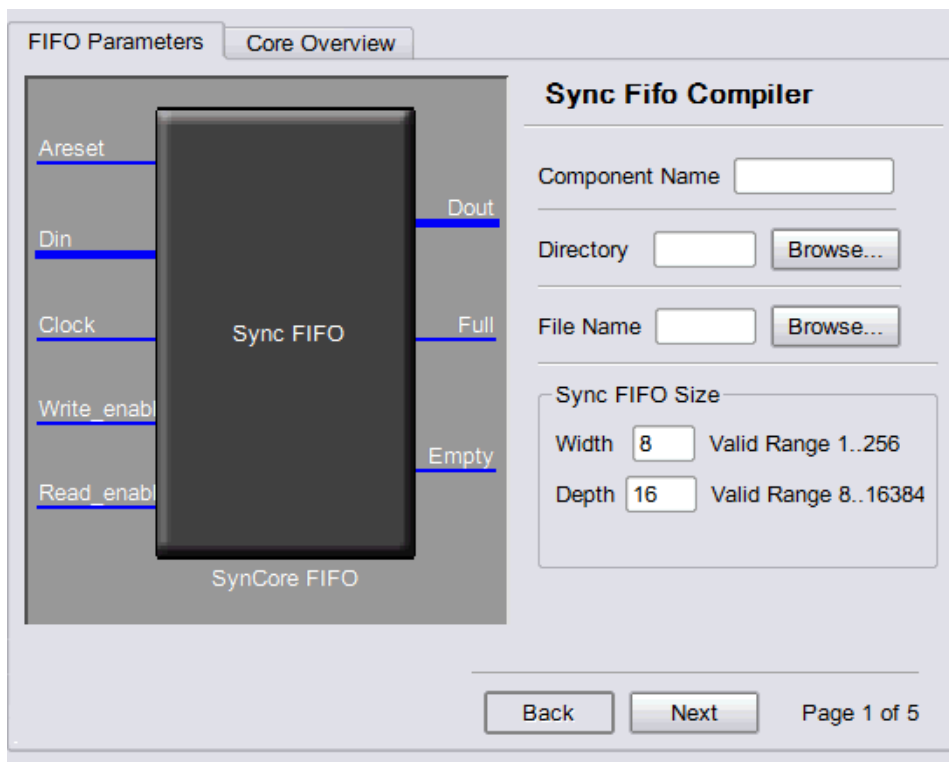 FIFO Parameters
Core Overview
Areset
Din
Clock
Write_enabl
Read_enabl
Sync FIFO
Dout
Full
Empty
SynCore FIFO
Sync Fifo Compiler
Component Name
Directory Browse...
File Name Browse...
Sync FIFO Size
Width 8 Valid Range 1..256
Depth 16 Valid Range 8..16384
Back Next Page 1 of 5